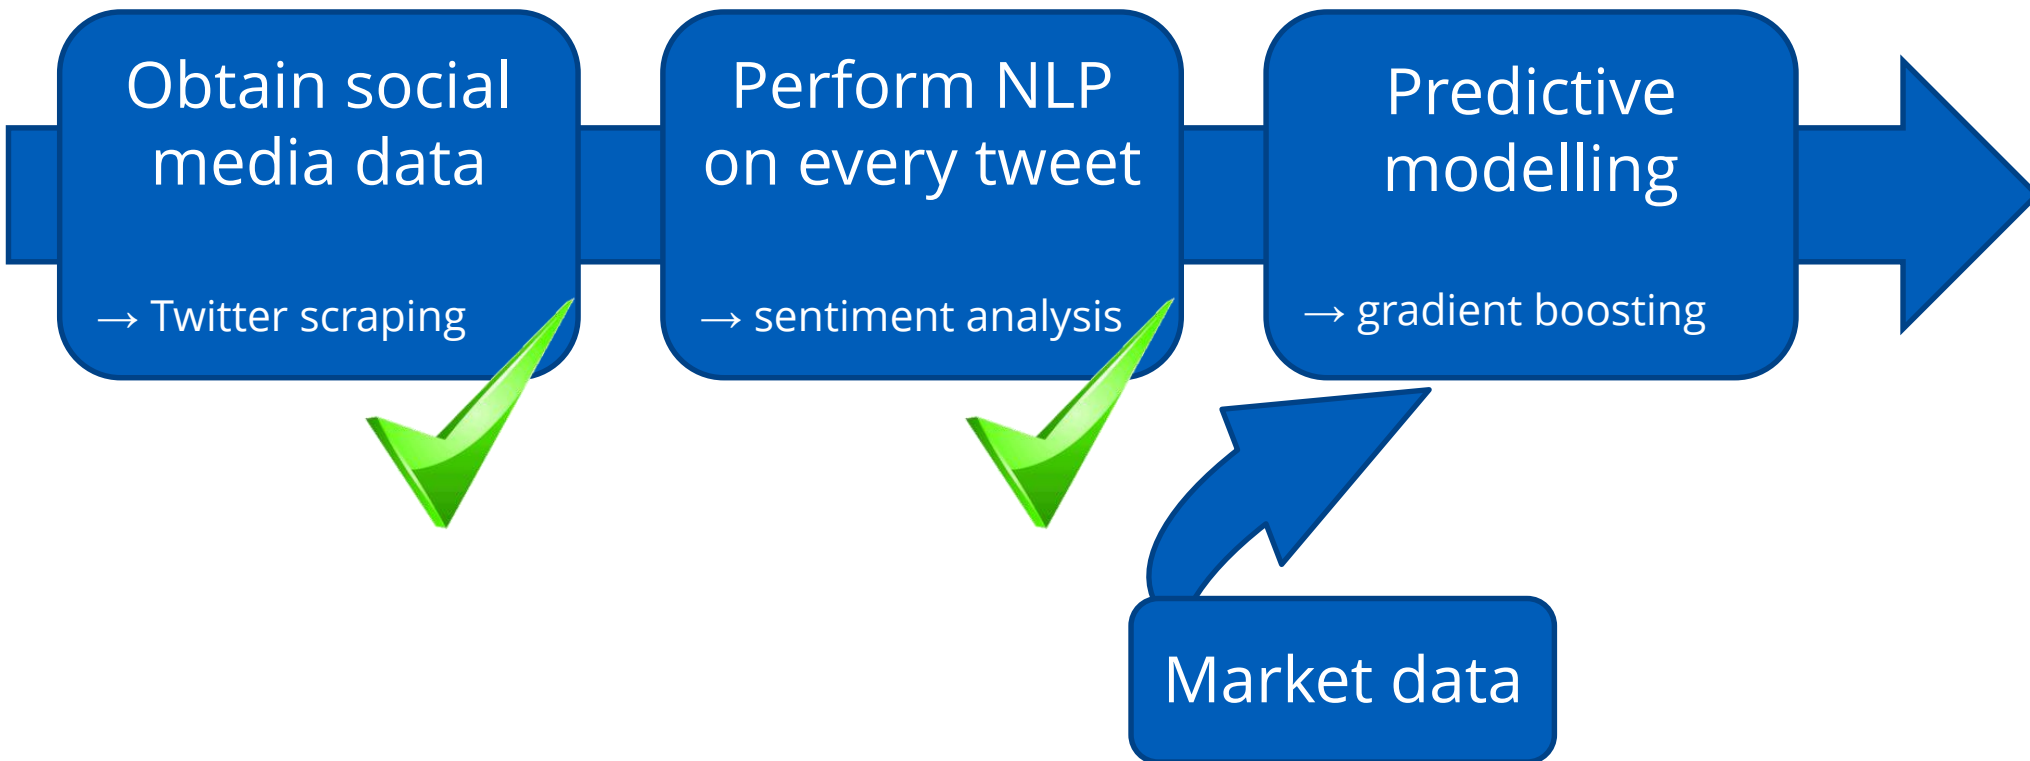 Obtain social
media data
→ Twitter scraping
Perform NLP
on every tweet
→ sentiment analysis
Predictive
modelling
→ gradient boosting
Market data